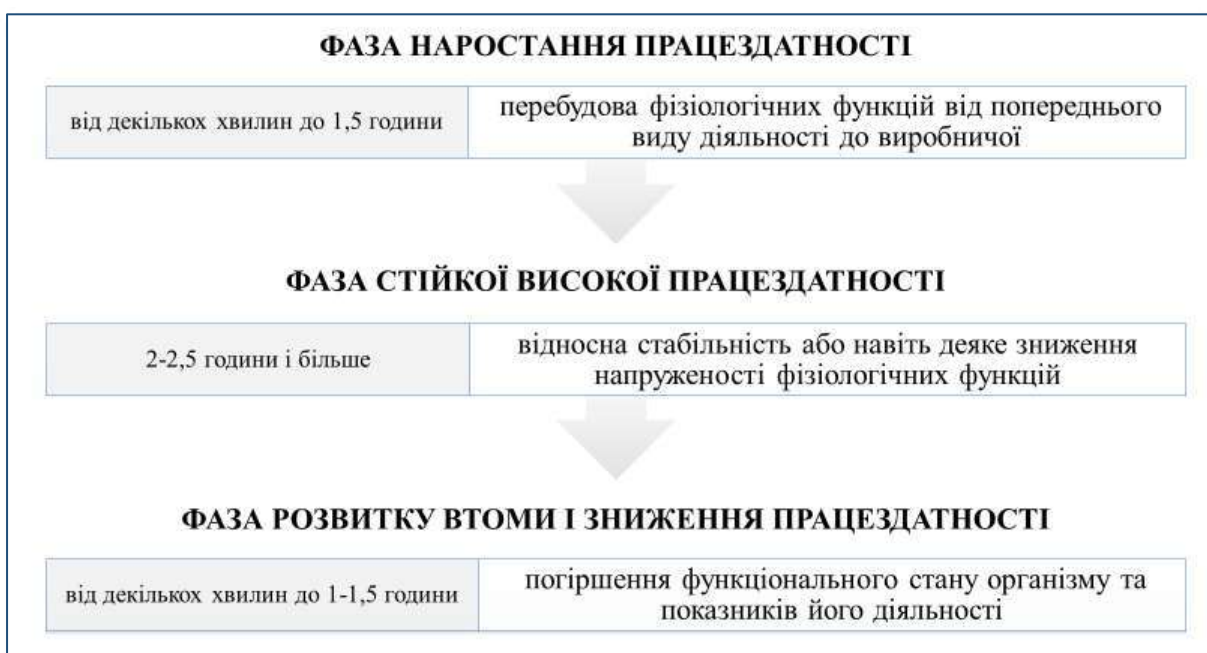 ФАЗА НАРОСТАННЯ ПРАЦЕЗДАТНОСТІ
від декількох хвилин до 1,5 години
перебудова фізіологічних функцій від попереднього
виду діяльності до виробничої
ФАЗА СТІЙКОЇ ВИСОКОЇ ПРАЦЕЗДАТНОСТІ
2-2,5 години і більше
відносна стабільність або навіть деяке зниження
напруженості фізіологічних функцій
ФАЗА РОЗВИТКУ ВТОМИ І ЗНИЖЕННЯ ПРАЦЕЗДАТНОСТІ
від декількох хвилин до 1-1,5 години
погіршення функціонального стану організму та
показників його діяльності